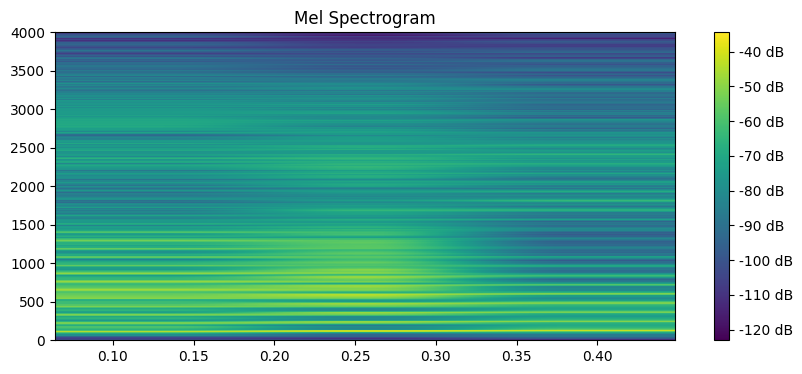 Mel Spectrogram
4000
3500
3000
2500
2000
1500
1000
500
0
0.10 0.15 0.20 0.25 0.30 0.35 0.40
-40 dB
-50 dB
-60 dB
-70 dB
-80 dB
-90 dB
-100 dB
-110 dB
-120 dB